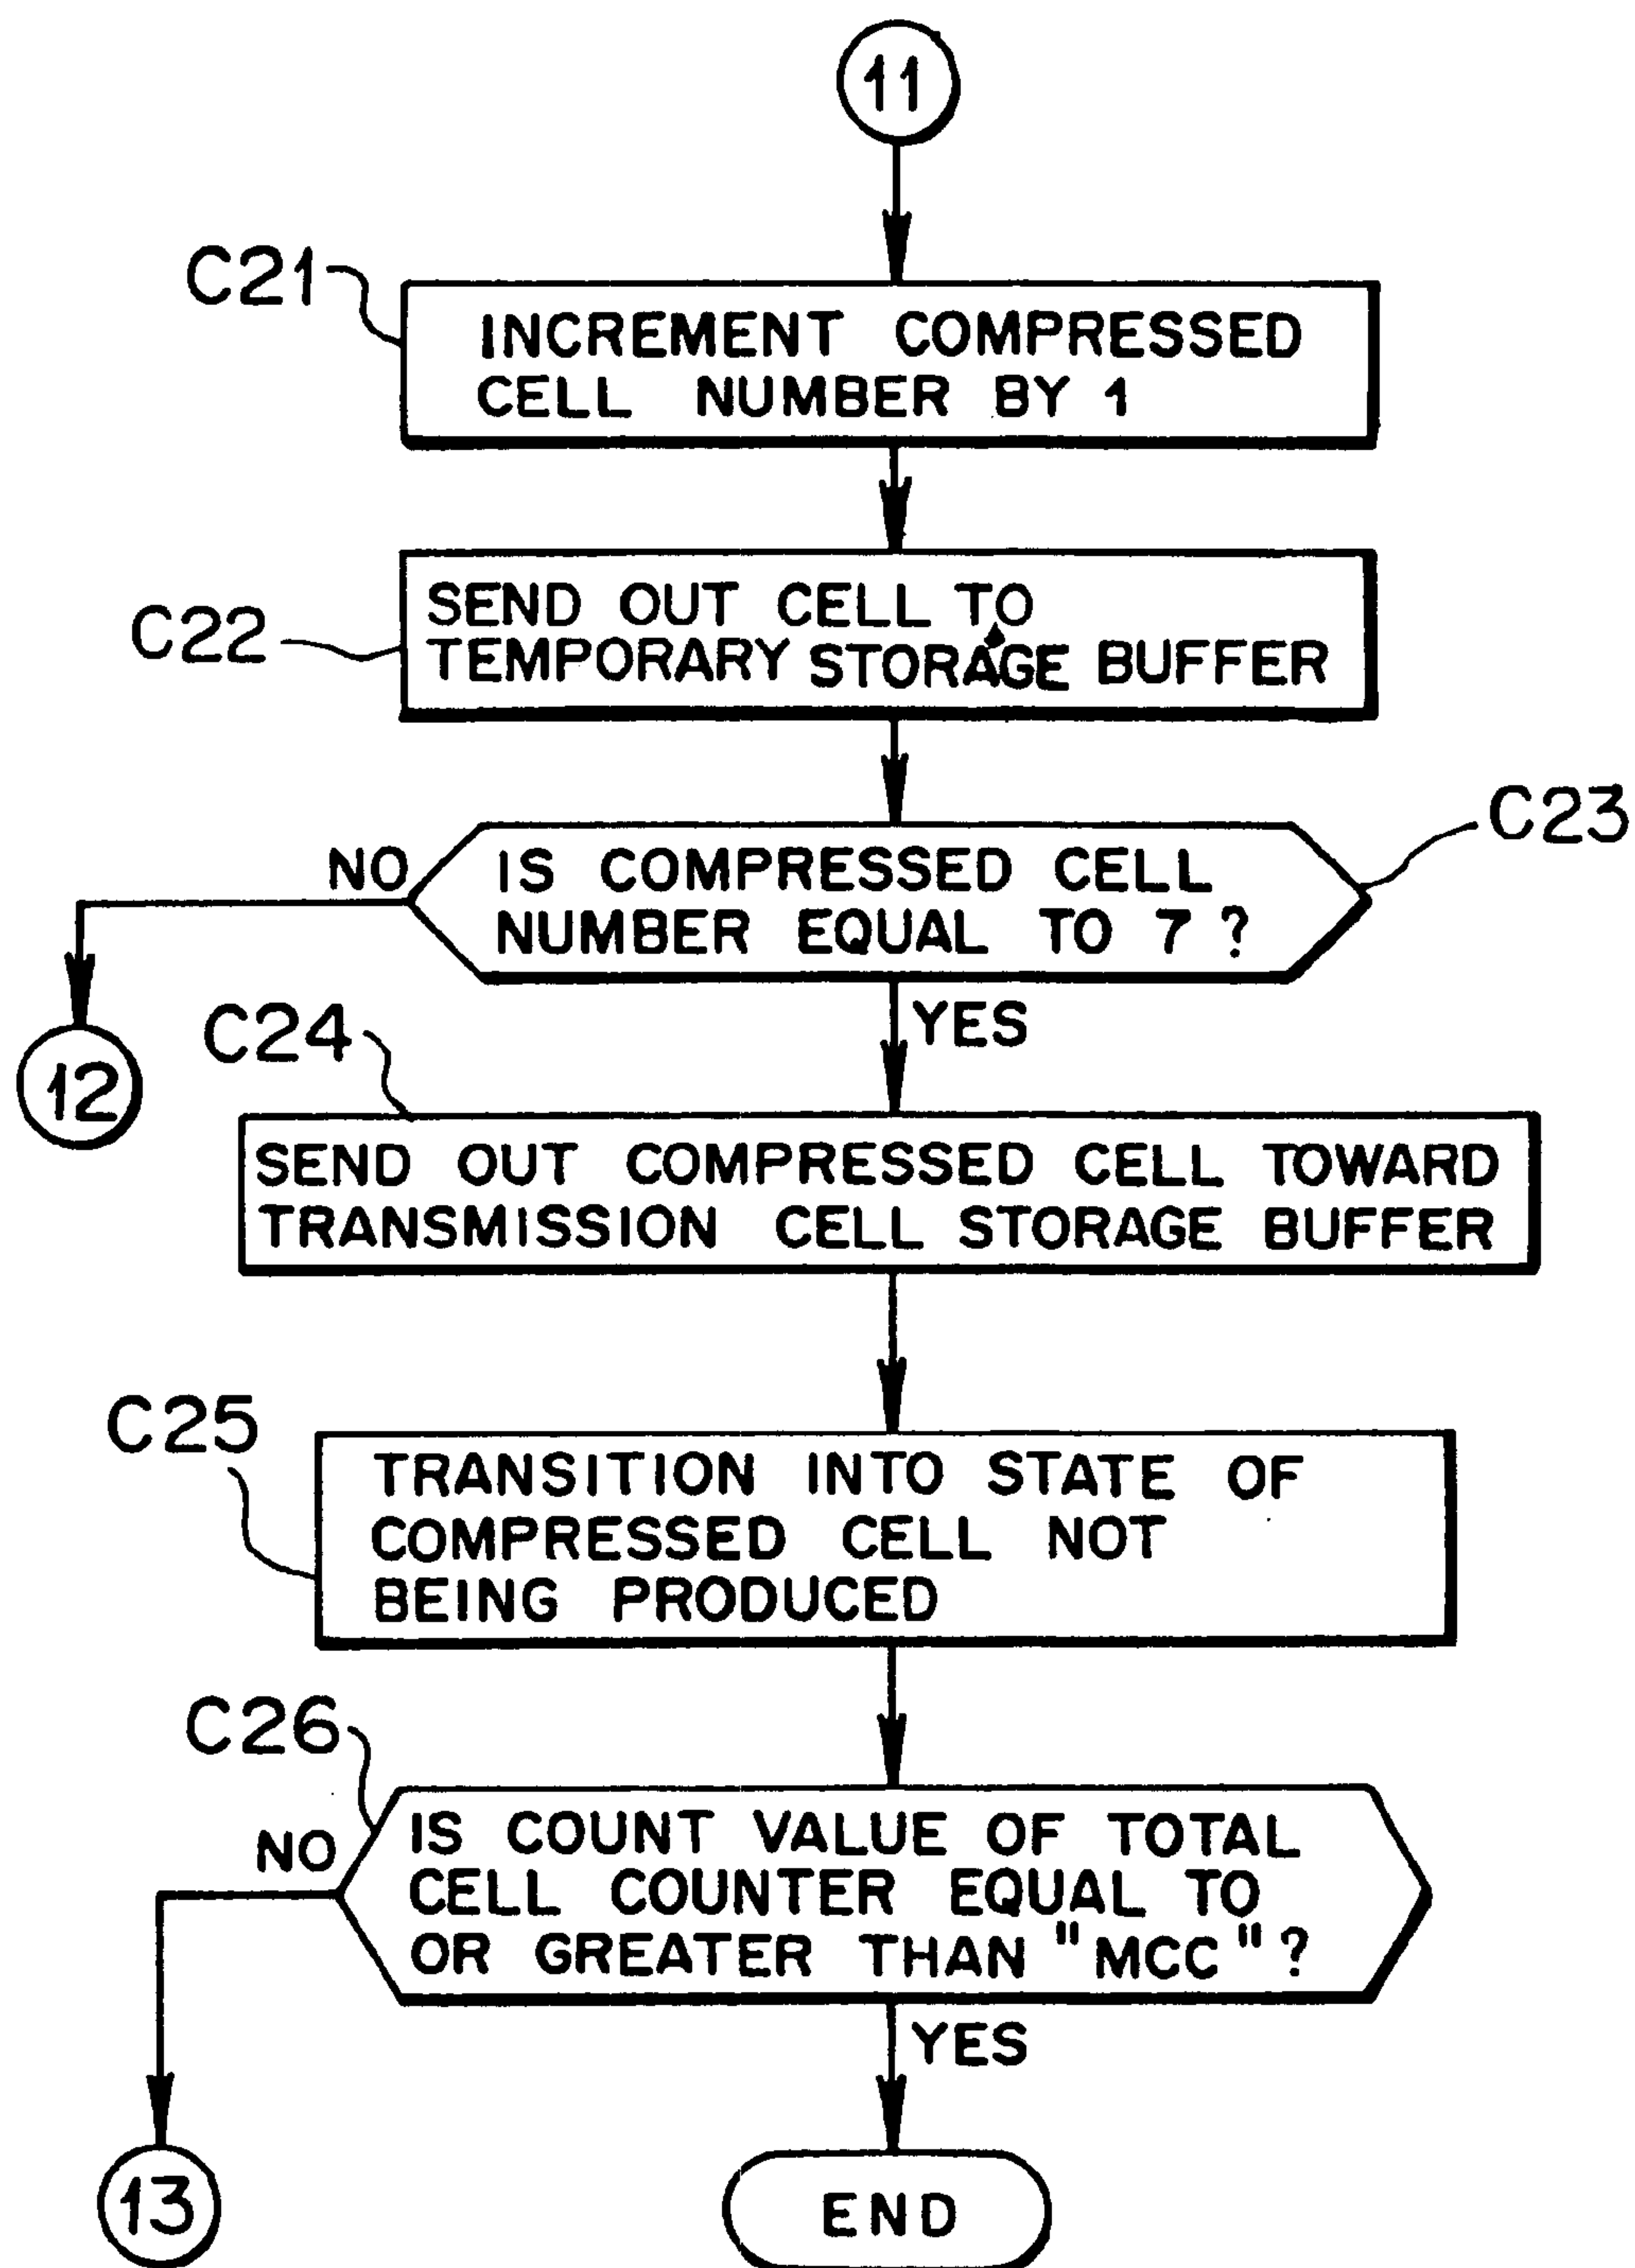 11
C21
INCREMENT COMPRESSED
CELL NUMBER BY 1
C22
SEND OUT CELL TO
TEMPORARY STORAGE BUFFER
C23
NO
IS COMPRESSED CELL
NUMBER EQUAL TO 7 ?
YES
12
C24
SEND OUT COMPRESSED CELL TOWARD
TRANSMISSION CELL STORAGE BUFFER
C25
TRANSITION INTO STATE OF
COMPRESSED CELL NOT
BEING PRODUCED
C26
NO
IS COUNT VALUE OF TOTAL
CELL COUNTER EQUAL TO
OR GREATER THAN "MCC" ?
YES
13
END